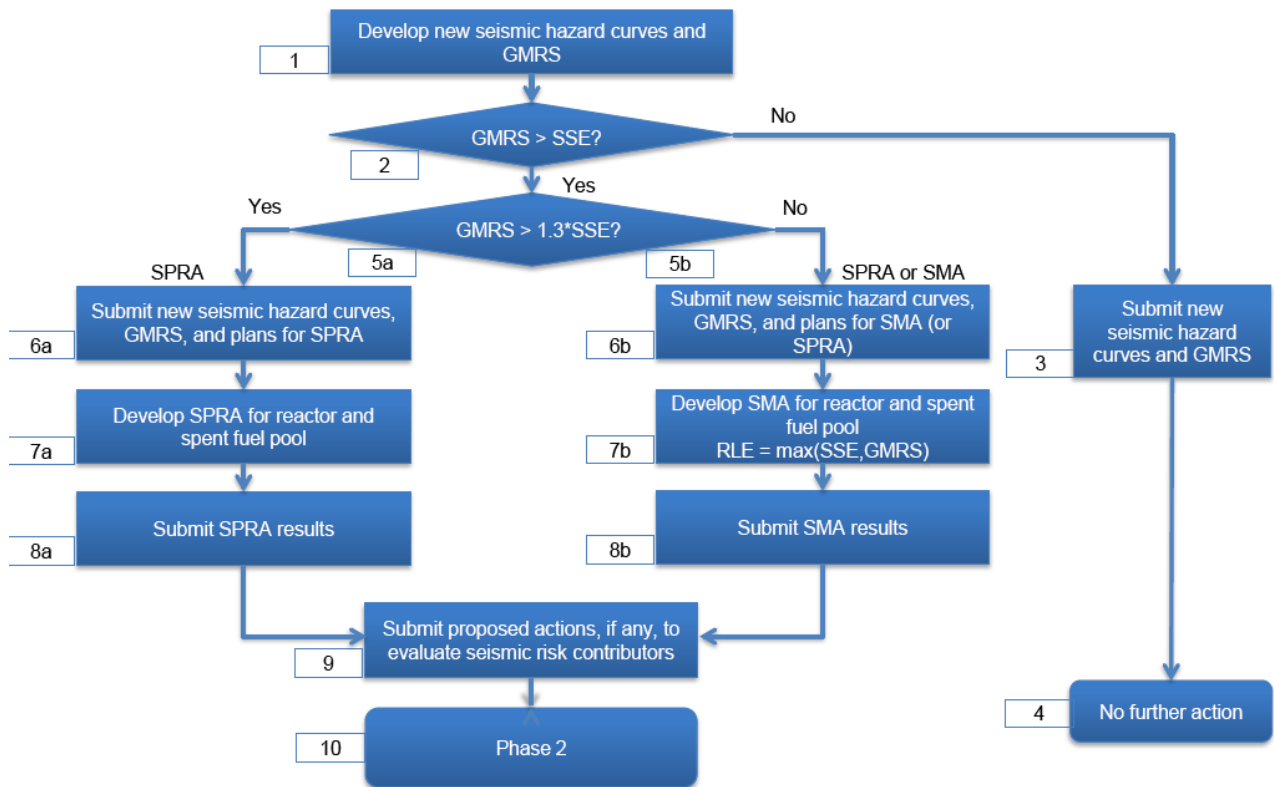 Develop new seismic hazard curves and
GMRS
1
No
GMRS > SSE?
2
Yes
Yes
No
GMRS > 1.3*SSE?
5a
5b
SPRA
SPRA or SMA
Submit new seismic hazard curves,
GMRS, and plans for SPRA
6a
Submit new seismic hazard curves,
GMRS, and plans for SMA (or
SPRA)
6b
Submit new
seismic hazard
curves and GMRS
3
Develop SPRA for reactor and
spent fuel pool
7a
Develop SMA for reactor and spent
fuel pool
RLE = max(SSE,GMRS)
7b
Submit SPRA results
8a
Submit SMA results
8b
Submit proposed actions, if any, to
evaluate seismic risk contributors
9
4
No further action
10
Phase 2